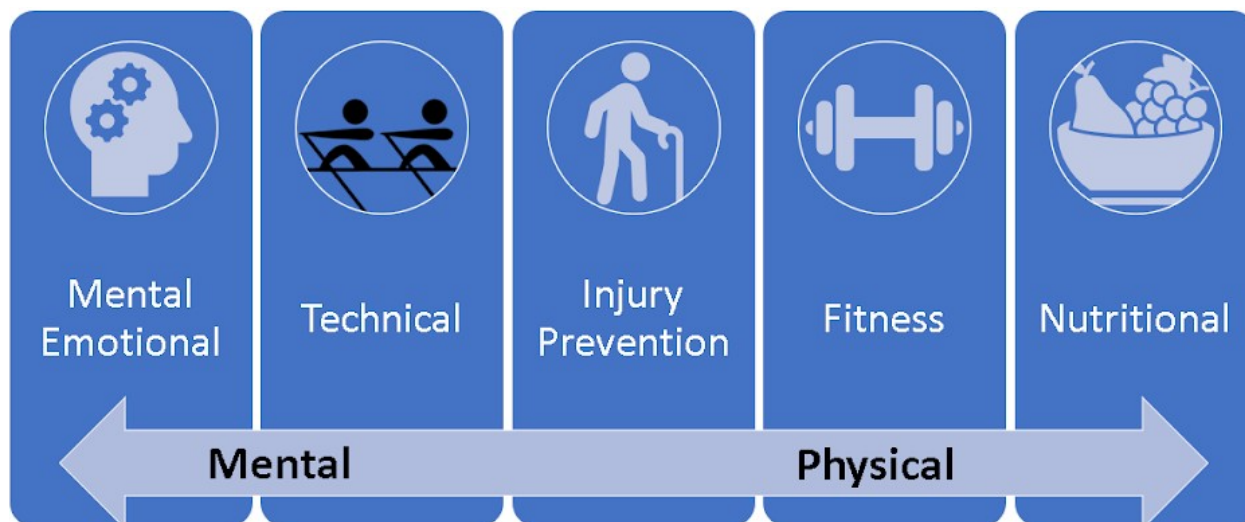 Mental
Emotional
Technical
Injury
Prevention
Fitness
Nutritional
Mental
Physical